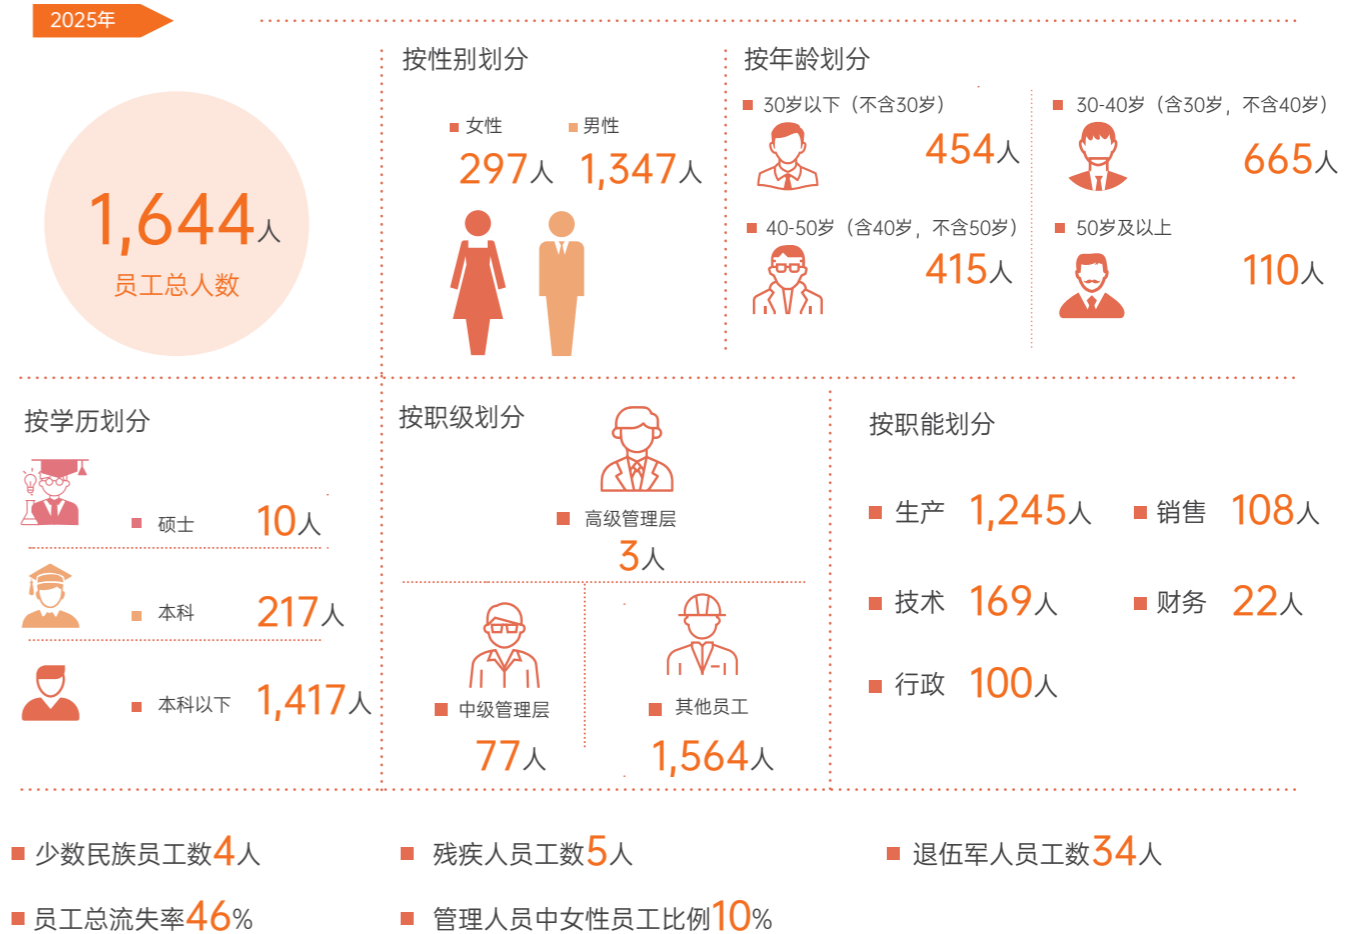 2025年
1,644人
员工总人数
按性别划分
女性
297人
男性
1,347人
按年龄划分
30岁以下（不含30岁）
454人
30-40岁（含30岁，不含40岁）
665人
40-50岁（含40岁，不含50岁）
415人
50岁及以上
110人
按学历划分
硕士 10人
本科 217人
本科以下 1,417人
按职级划分
高级管理层
3人
中级管理层
77人
其他员工
1,564人
按职能划分
生产 1,245人
销售 108人
技术 169人
财务 22人
行政 100人
少数民族员工数4人
残疾人员工数5人
退伍军人员工数34人
员工总流失率46%
管理人员中女性员工比例10%